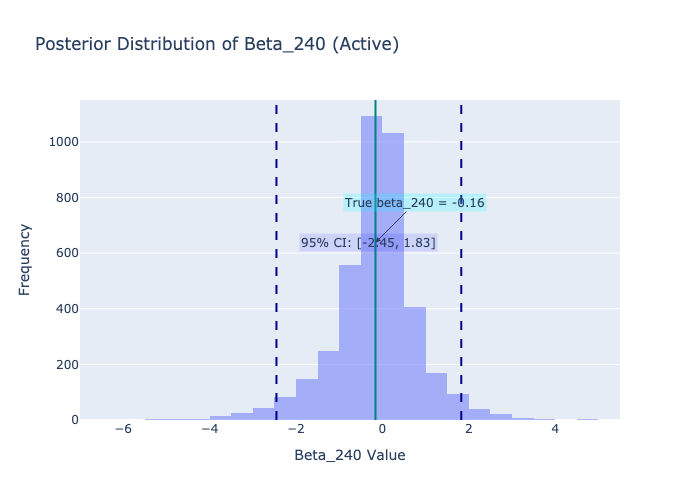 Posterior Distribution of Beta_240 (Active)
1000
800
True beta_240 = -0.16
600
95% CI: [-2.45, 1.83]
400
200
0
Frequency
−6
−4
−2
0
2
4
Beta_240 Value